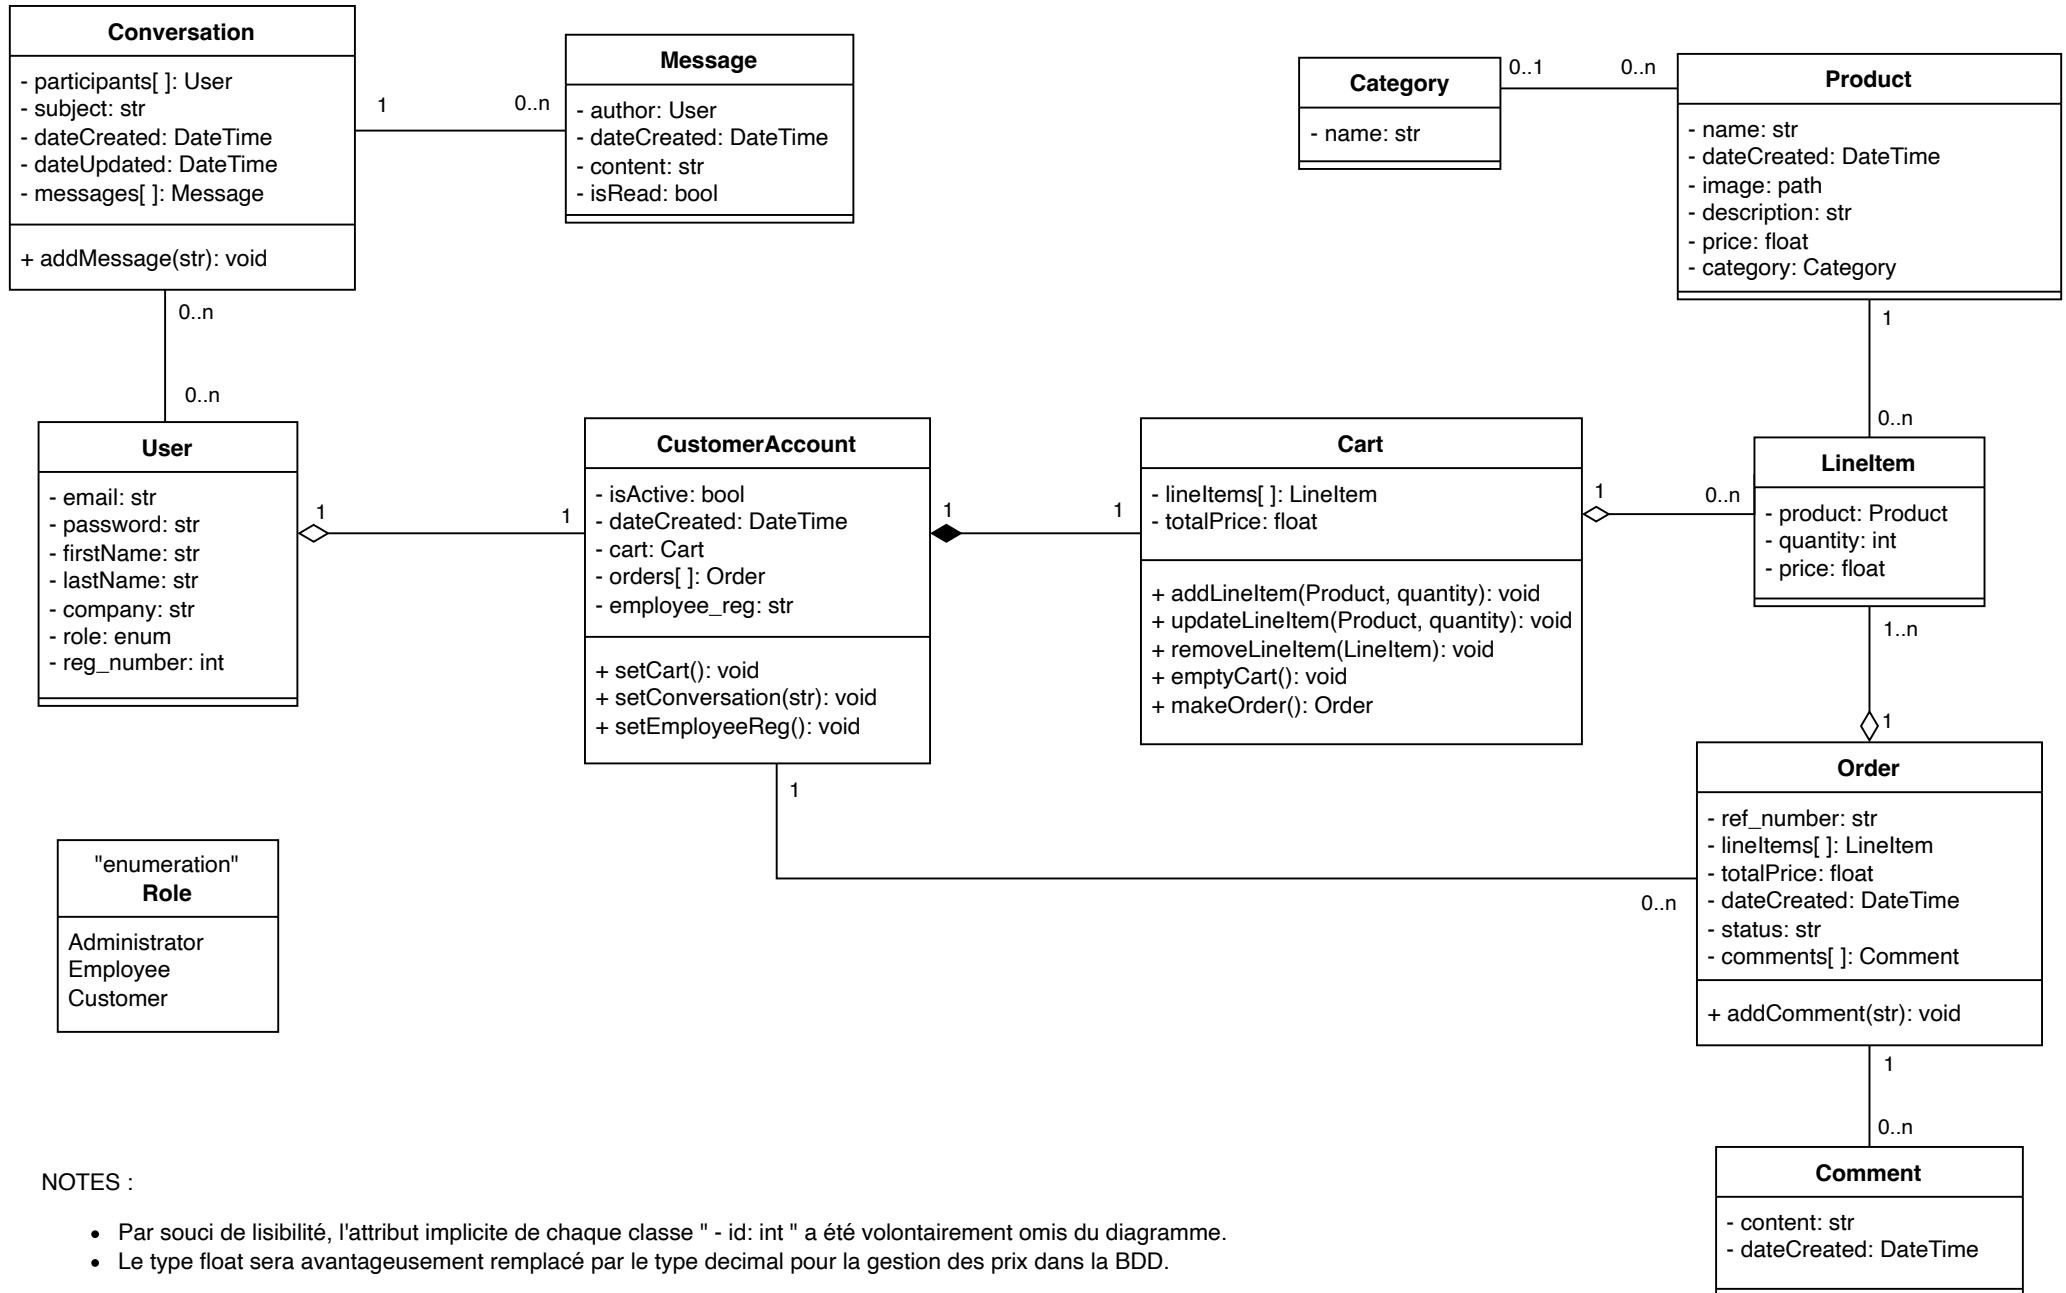 Conversation
- participants[ ]: User
- subject: str
- dateCreated: DateTime
- dateUpdated: DateTime
- messages[ ]: Message
+ addMessage(str): void
1
0..n
Message
- author: User
- dateCreated: DateTime
- content: str
- isRead: bool
Category
- name: str
0..1
0..n
Product
- name: str
- dateCreated: DateTime
- image: path
- description: str
- price: float
- category: Category
0..n
0..n
1
0..n
User
- email: str
- password: str
- firstName: str
- lastName: str
- company: str
- role: enum
- reg_number: int
1
1
CustomerAccount
- isActive: bool
- dateCreated: DateTime
- cart: Cart
- orders[ ]: Order
- employee_reg: str
+ setCart(): void
+ setConversation(str): void
+ setEmployeeReg(): void
1
1
Cart
- lineItems[ ]: LineItem
- totalPrice: float
+ addLineItem(Product, quantity): void
+ updateLineItem(Product, quantity): void
+ removeLineItem(LineItem): void
+ emptyCart(): void
+ makeOrder(): Order
1
0..n
LineItem
- product: Product
- quantity: int
- price: float
1..n
1
1
0..n
Order
- ref_number: str
- lineItems[ ]: LineItem
- totalPrice: float
- dateCreated: DateTime
- status: str
- comments[ ]: Comment
+ addComment(str): void
1
0..n
"enumeration"
Role
Administrator
Employee
Customer
Comment
- content: str
- dateCreated: DateTime
NOTES :
• Par souci de lisibilité, l'attribut implicite de chaque classe " - id: int " a été volontairement omis du diagramme.
• Le type float sera avantageusement remplacé par le type decimal pour la gestion des prix dans la BDD.